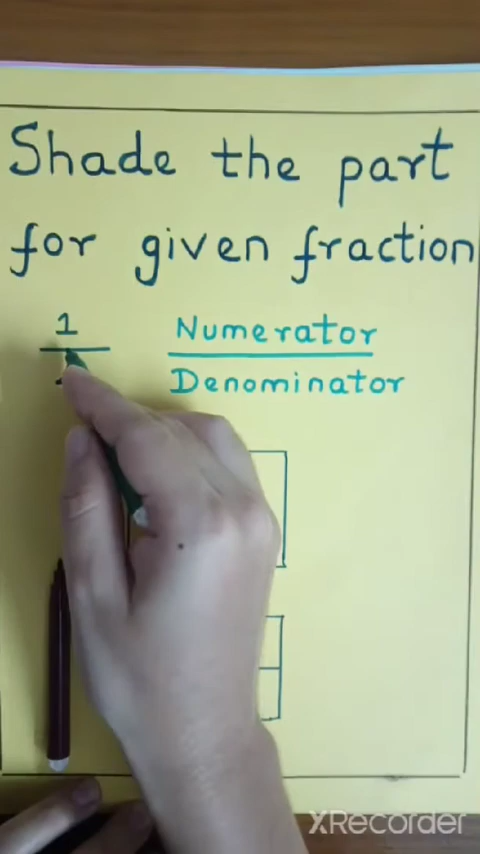 Shade the part
for given fraction
1
Numerator
Denominator
XRecorder